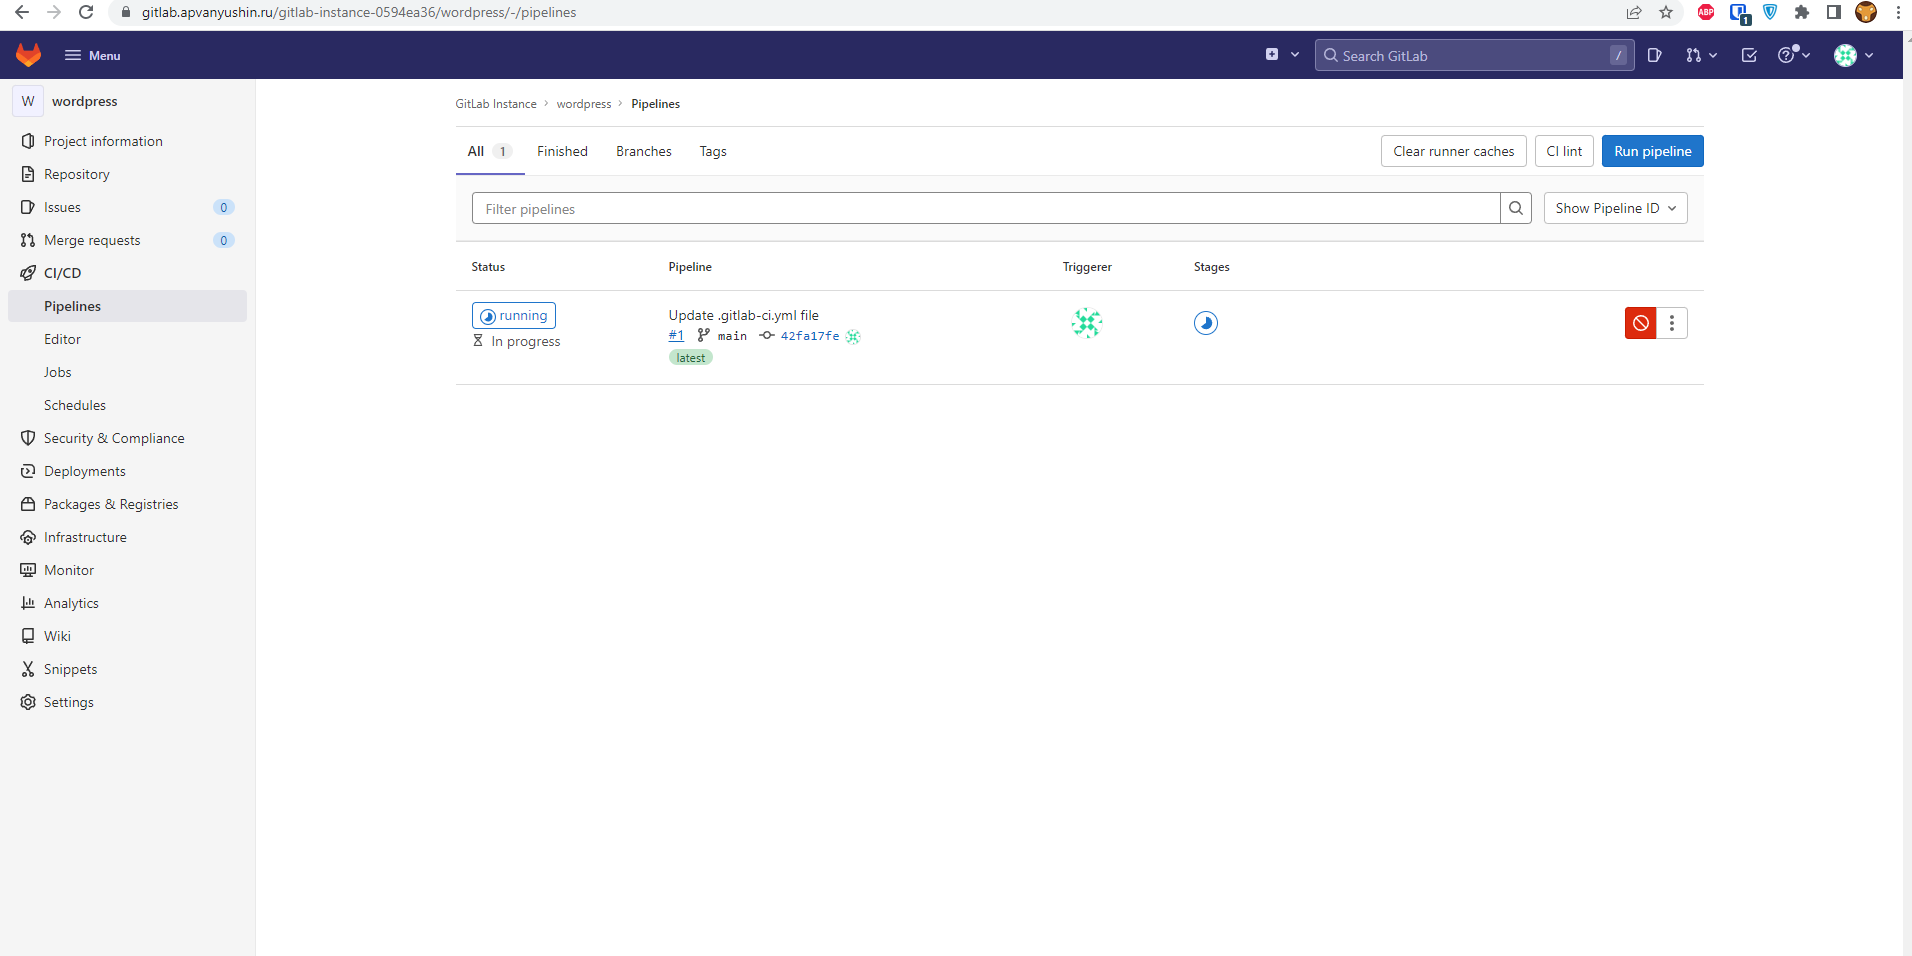 gitlab.apvanyushin.ru/gitlab-instance-0594ea36/wordpress/-/pipelines
ABP
1
Menu
Search GitLab
/
W wordpress
Project information
Repository
Issues 0
Merge requests 0
CI/CD
Pipelines
Editor
Jobs
Schedules
Security & Compliance
Deployments
Packages & Registries
Infrastructure
Monitor
Analytics
Wiki
Snippets
Settings
GitLab Instance › wordpress › Pipelines
All 1 Finished Branches Tags
Clear runner caches CI lint Run pipeline
Filter pipelines
Show Pipeline ID
Status Pipeline Triggerer Stages
running
In progress
Update .gitlab-ci.yml file
#1 main 42fa17fe
latest